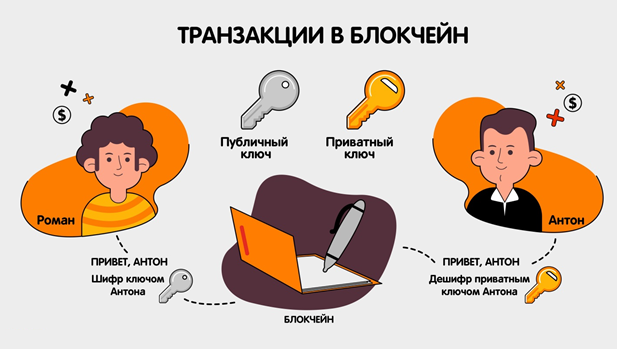 ТРАНЗАКЦИИ В БЛОКЧЕЙН
$
$
Публичный
ключ
Приватный
ключ
Роман
Антон
ПРИВЕТ, АНТОН
Шифр ключом
Антона
ПРИВЕТ, АНТОН
Дешифр приватным
ключом Антона
БЛОКЧЕЙН